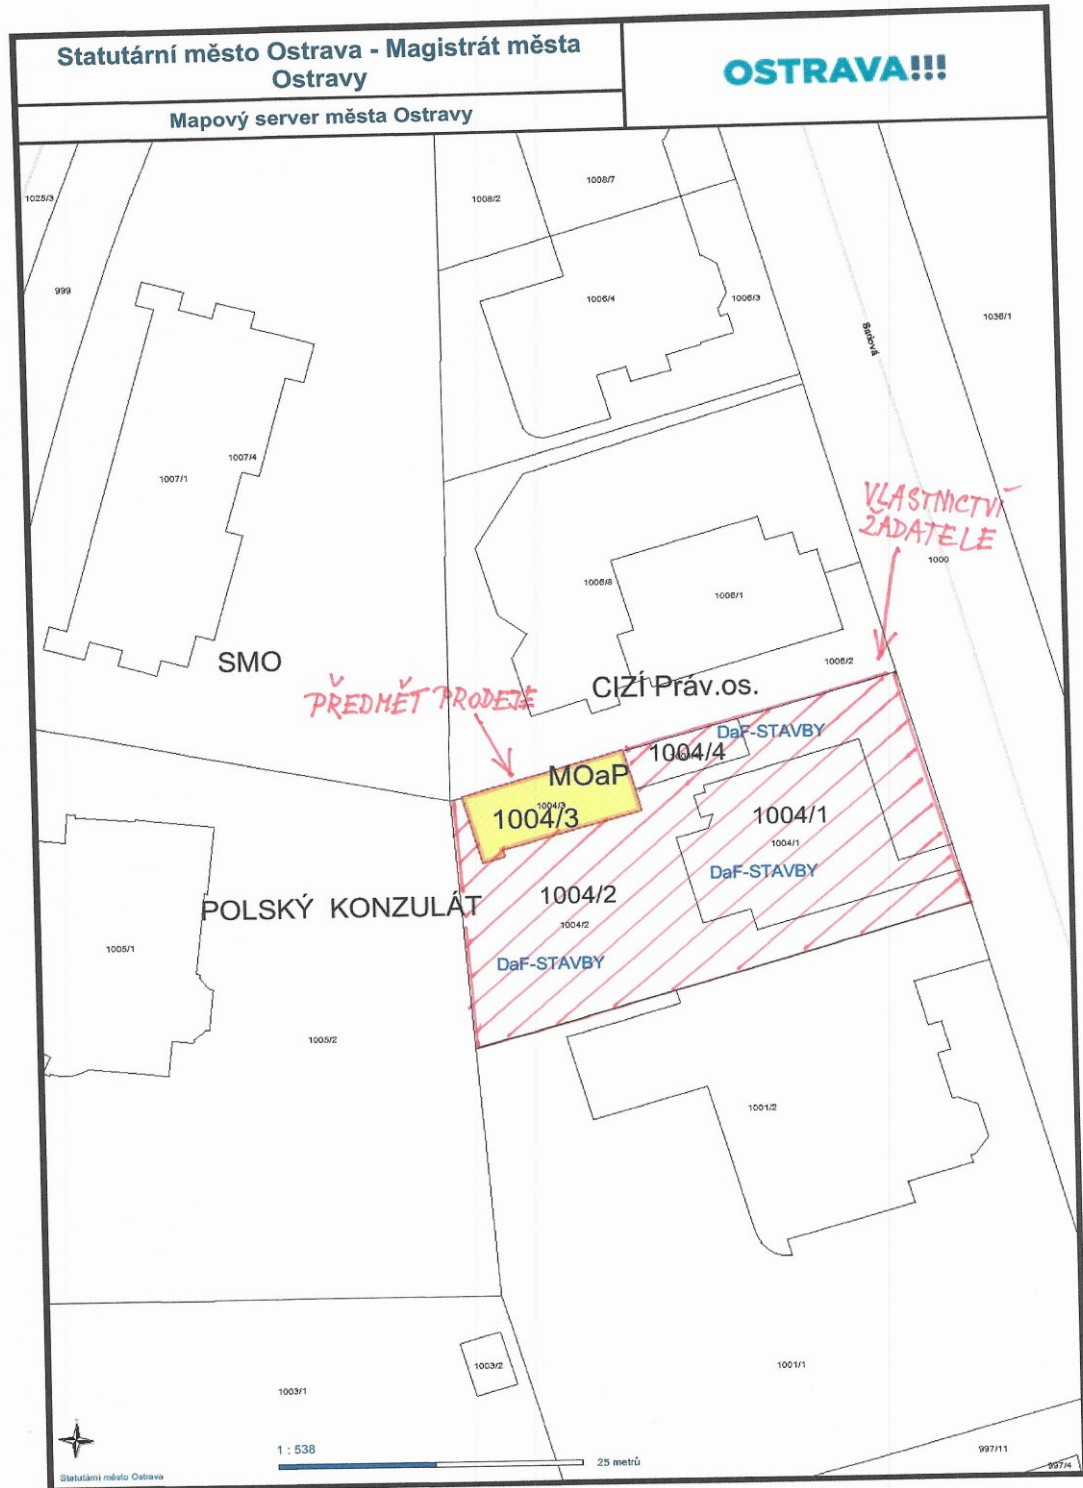 Statutární město Ostrava - Magistrát města
Ostravy
OSTRAVA!!!
Mapový server města Ostravy
1025/3
1008/2
1008/7
999
1006/4
1006/3
1036/1
Sadová
1007/4
1007/1
VLASTNICTVÍ
ŽADATELE
1000
1006/8
1006/1
SMO
1006/2
CIZÍ Práv.os.
PŘEDMĚT PRODEJE
DaF-STAVBY
1004/4
MOaP
1004/3
1004/3
1004/1
1004/1
DaF-STAVBY
1004/2
POLSKÝ KONZULÁT
1004/2
1005/1
DaF-STAVBY
1005/2
1001/2
1003/2
1001/1
1003/1
997/11
1 : 538
25 metrů
997/4
Statutární město Ostrava